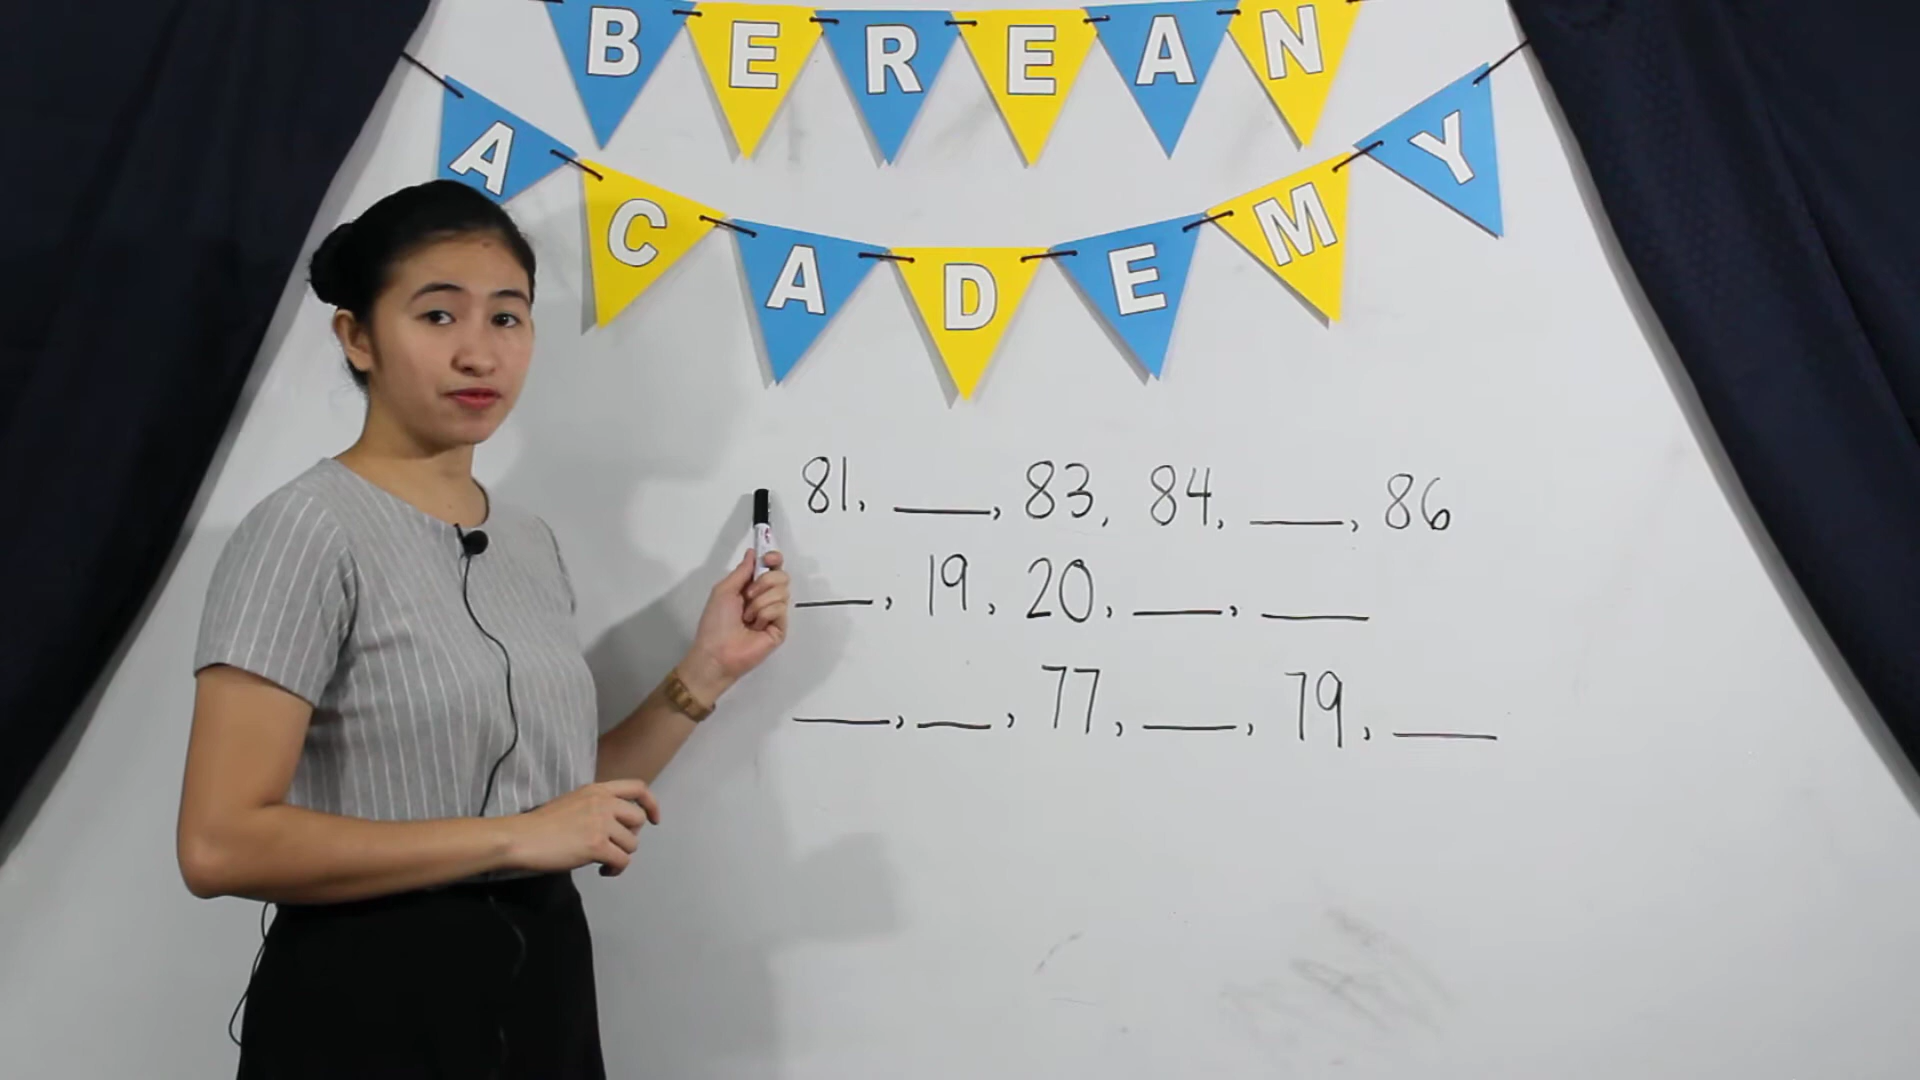 BEREAN
ACADEMY
81, ___, 83, 84, ___, 86
___, 19, 20, ___, ___
___, ___, 77, ___, 79, ___